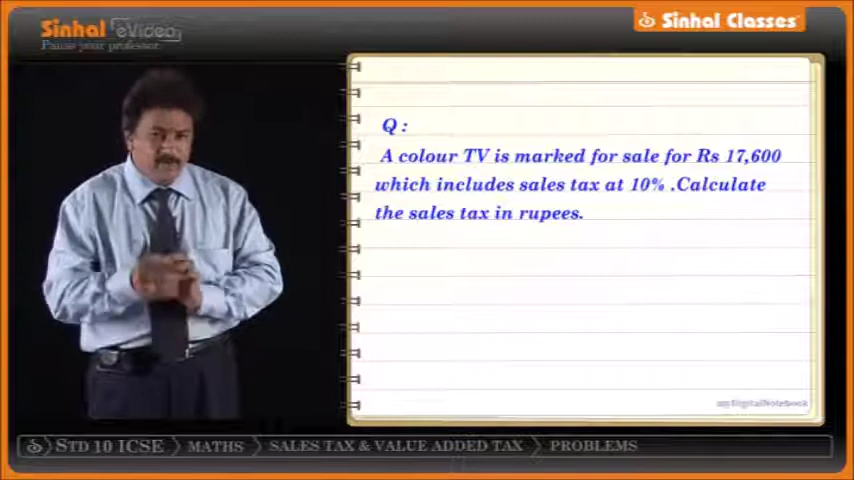 Sinhal eVideo
Pause your professor
Sinhal Classes
Q :
A colour TV is marked for sale for Rs 17,600
which includes sales tax at 10% .Calculate
the sales tax in rupees.
myDigitalNotebook
STD 10 ICSE
MATHS
SALES TAX & VALUE ADDED TAX
PROBLEMS